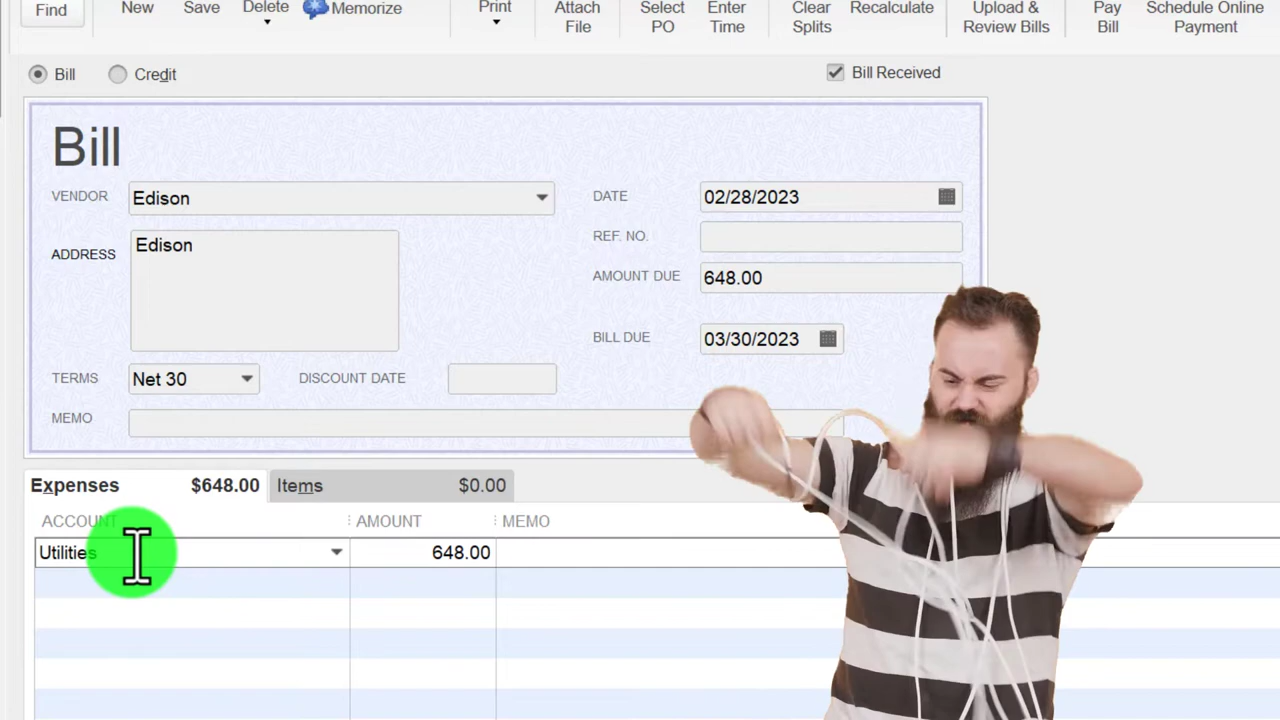 Find
New
Save
Delete
Memorize
Print
Attach
File
Select
PO
Enter
Time
Clear
Splits
Recalculate
Upload &
Review Bills
Pay
Bill
Schedule Online
Payment
Bill
Credit
Bill Received
Bill
VENDOR
Edison
DATE
02/28/2023
ADDRESS
Edison
REF. NO.
AMOUNT DUE
648.00
BILL DUE
03/30/2023
TERMS
Net 30
DISCOUNT DATE
MEMO
Expenses
$648.00
Items
$0.00
ACCOUNT
AMOUNT
MEMO
Utilities
648.00